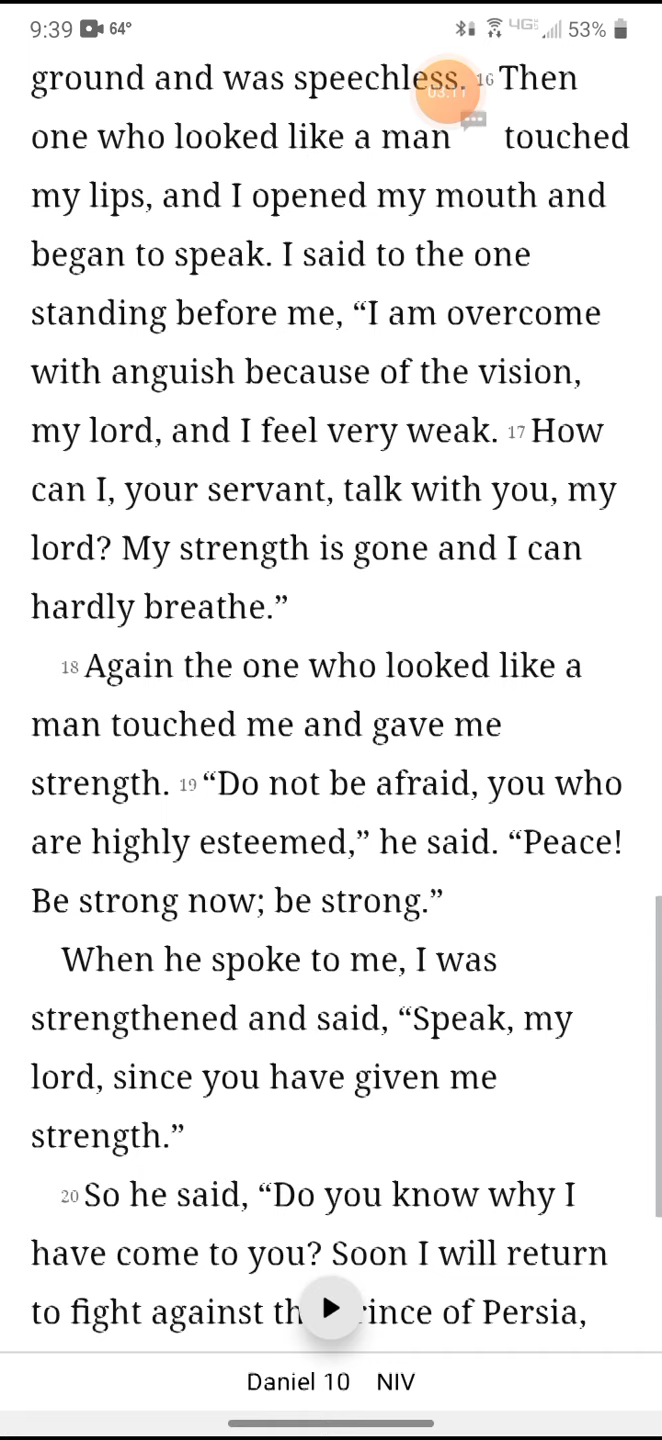 9:39 64° 4G 53%
ground and was speechless. 16 Then
03:11
one who looked like a man touched
my lips, and I opened my mouth and
began to speak. I said to the one
standing before me, “I am overcome
with anguish because of the vision,
my lord, and I feel very weak. 17 How
can I, your servant, talk with you, my
lord? My strength is gone and I can
hardly breathe.”
18 Again the one who looked like a
man touched me and gave me
strength. 19 “Do not be afraid, you who
are highly esteemed,” he said. “Peace!
Be strong now; be strong.”
When he spoke to me, I was
strengthened and said, “Speak, my
lord, since you have given me
strength.”
20 So he said, “Do you know why I
have come to you? Soon I will return
to fight against th rince of Persia,
Daniel 10 NIV